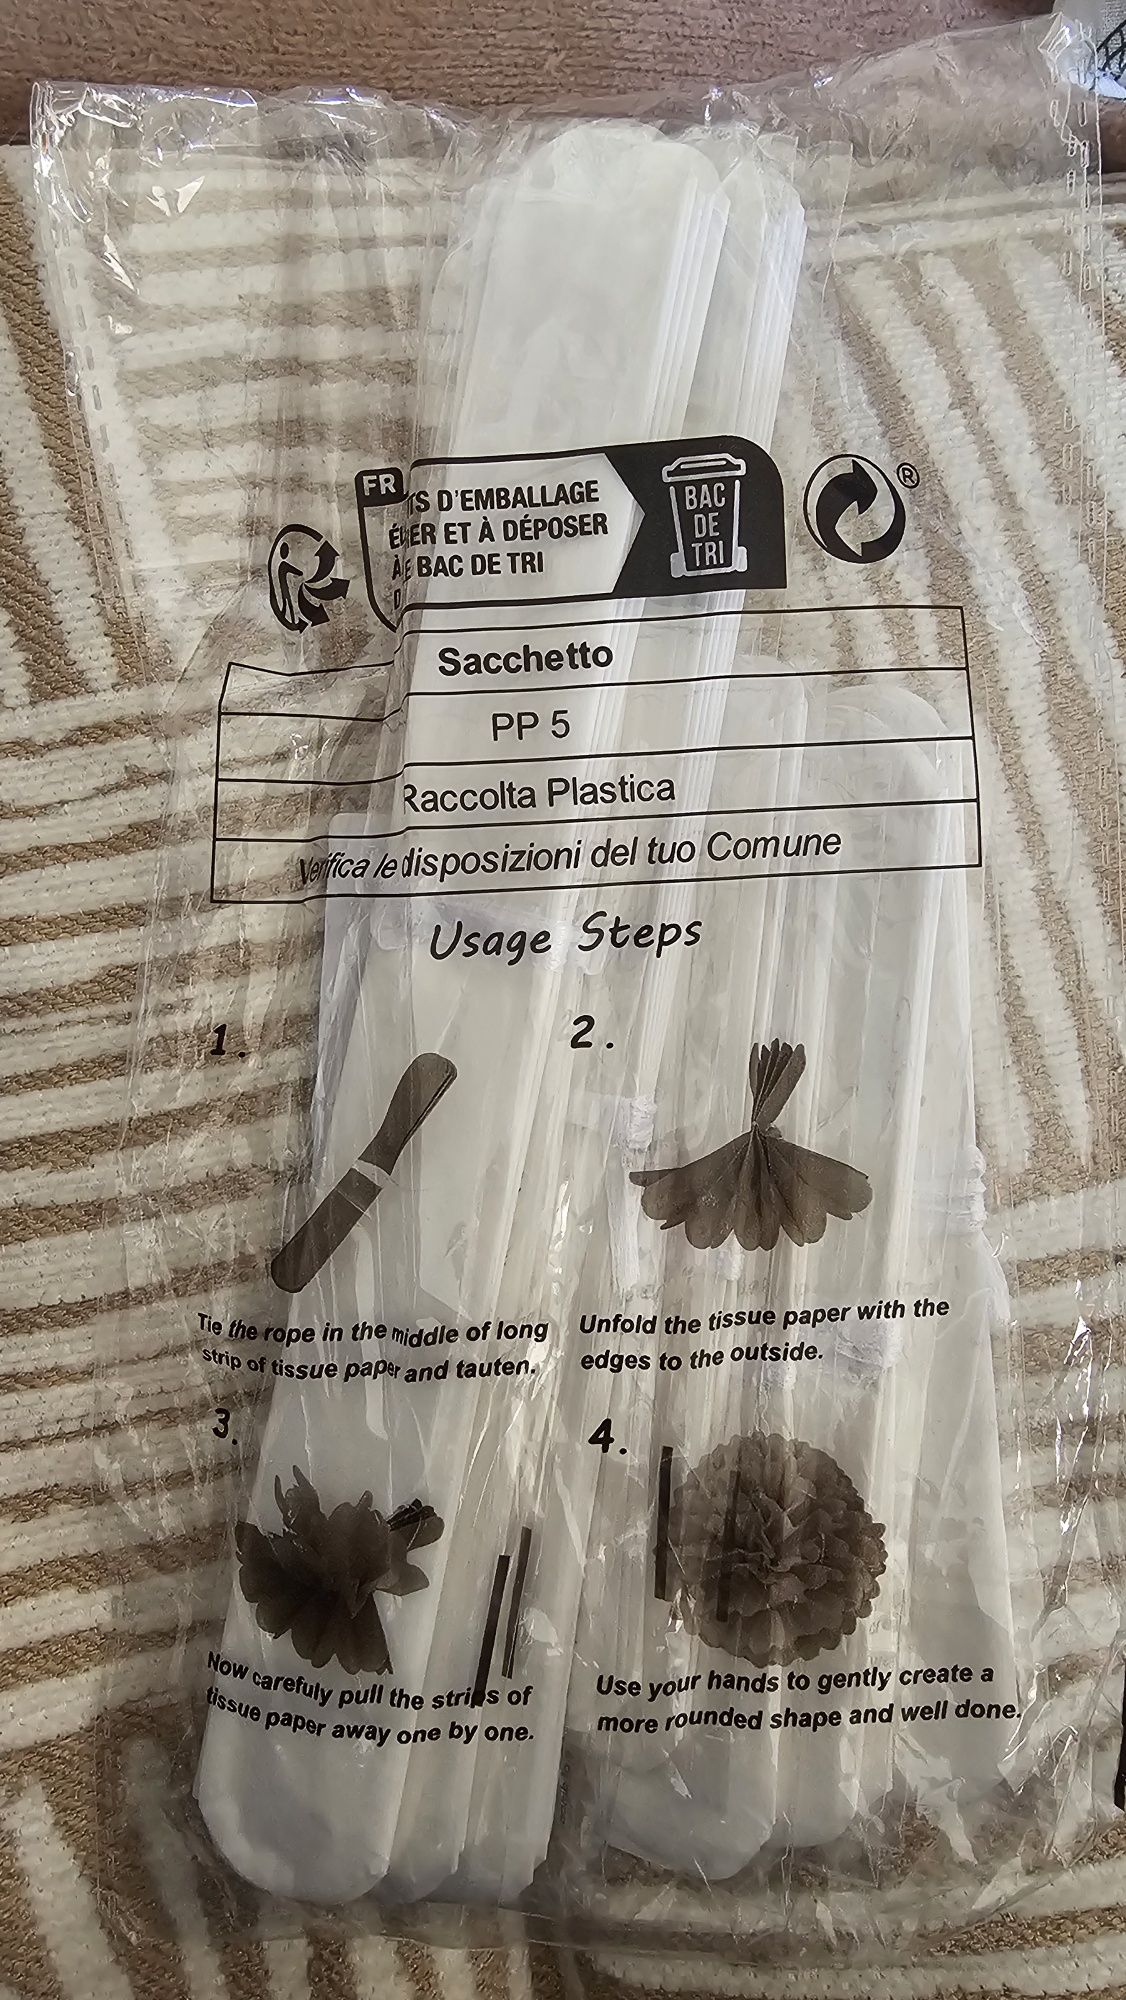 FR
TS D'EMBALLAGE
ER ET À DÉPOSER
BAC DE TRI
BAC
DE
TRI
®
Sacchetto
PP 5
Raccolta Plastica
Verifica le disposizioni del tuo Comune
Usage Steps
1.
2.
Tie the rope in the middle of long
strip of tissue paper and tauten.
Unfold the tissue paper with the
edges to the outside.
3.
4.
Now carefuly pull the strips of
tissue paper away one by one.
Use your hands to gently create a
more rounded shape and well done.